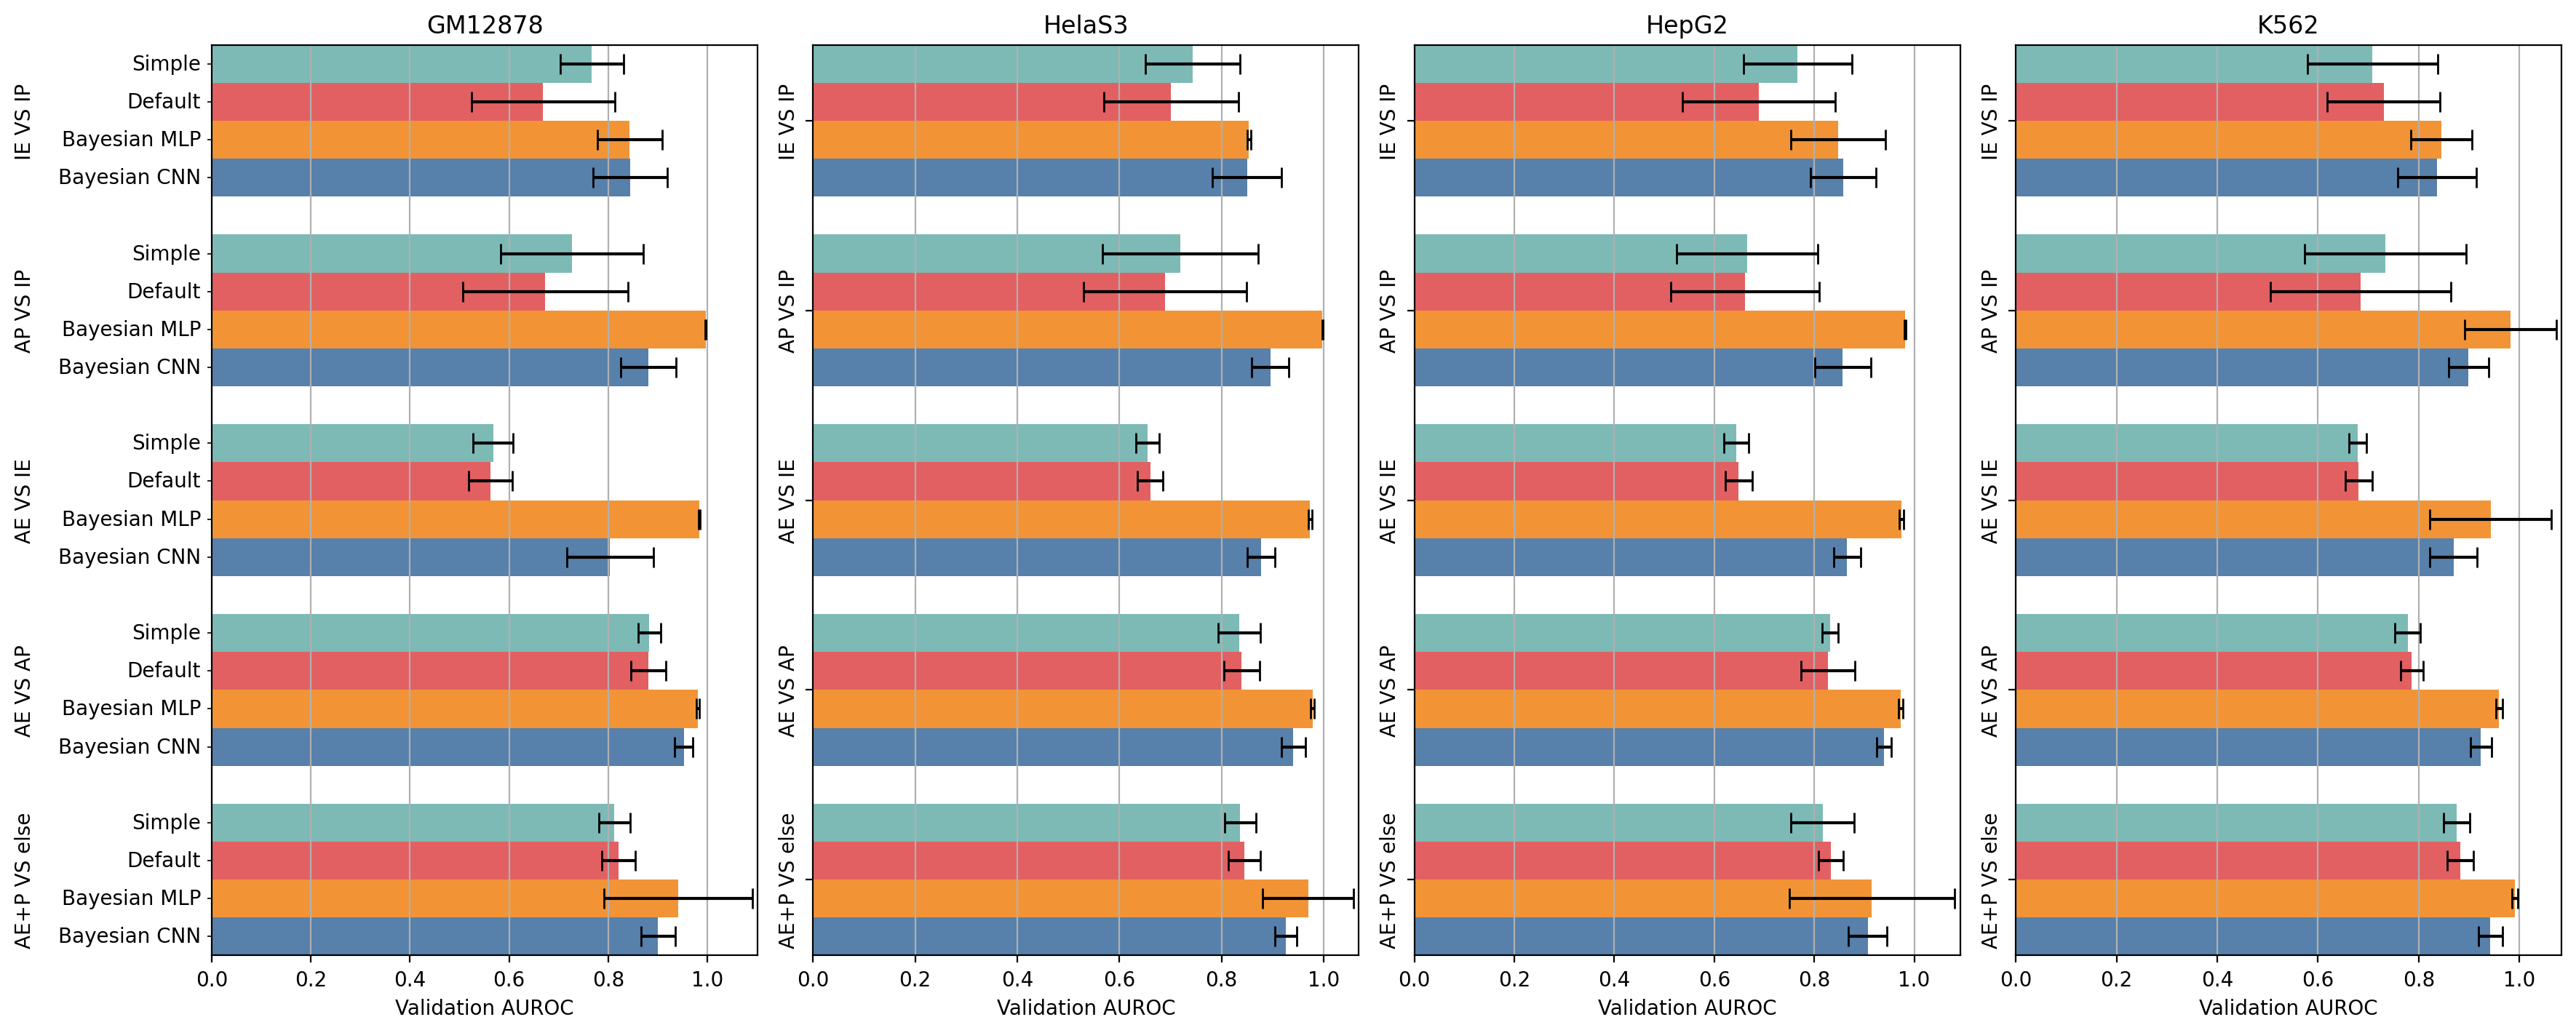 GM12878
HelaS3
HepG2
K562
IE VS IP
Simple
Default
Bayesian MLP
Bayesian CNN
AP VS IP
Simple
Default
Bayesian MLP
Bayesian CNN
AE VS IE
Simple
Default
Bayesian MLP
Bayesian CNN
AE VS AP
Simple
Default
Bayesian MLP
Bayesian CNN
AE+P VS else
Simple
Default
Bayesian MLP
Bayesian CNN
0.0 0.2 0.4 0.6 0.8 1.0
Validation AUROC
IE VS IP
AP VS IP
AE VS IE
AE VS AP
AE+P VS else
0.0 0.2 0.4 0.6 0.8 1.0
Validation AUROC
IE VS IP
AP VS IP
AE VS IE
AE VS AP
AE+P VS else
0.0 0.2 0.4 0.6 0.8 1.0
Validation AUROC
IE VS IP
AP VS IP
AE VS IE
AE VS AP
AE+P VS else
0.0 0.2 0.4 0.6 0.8 1.0
Validation AUROC